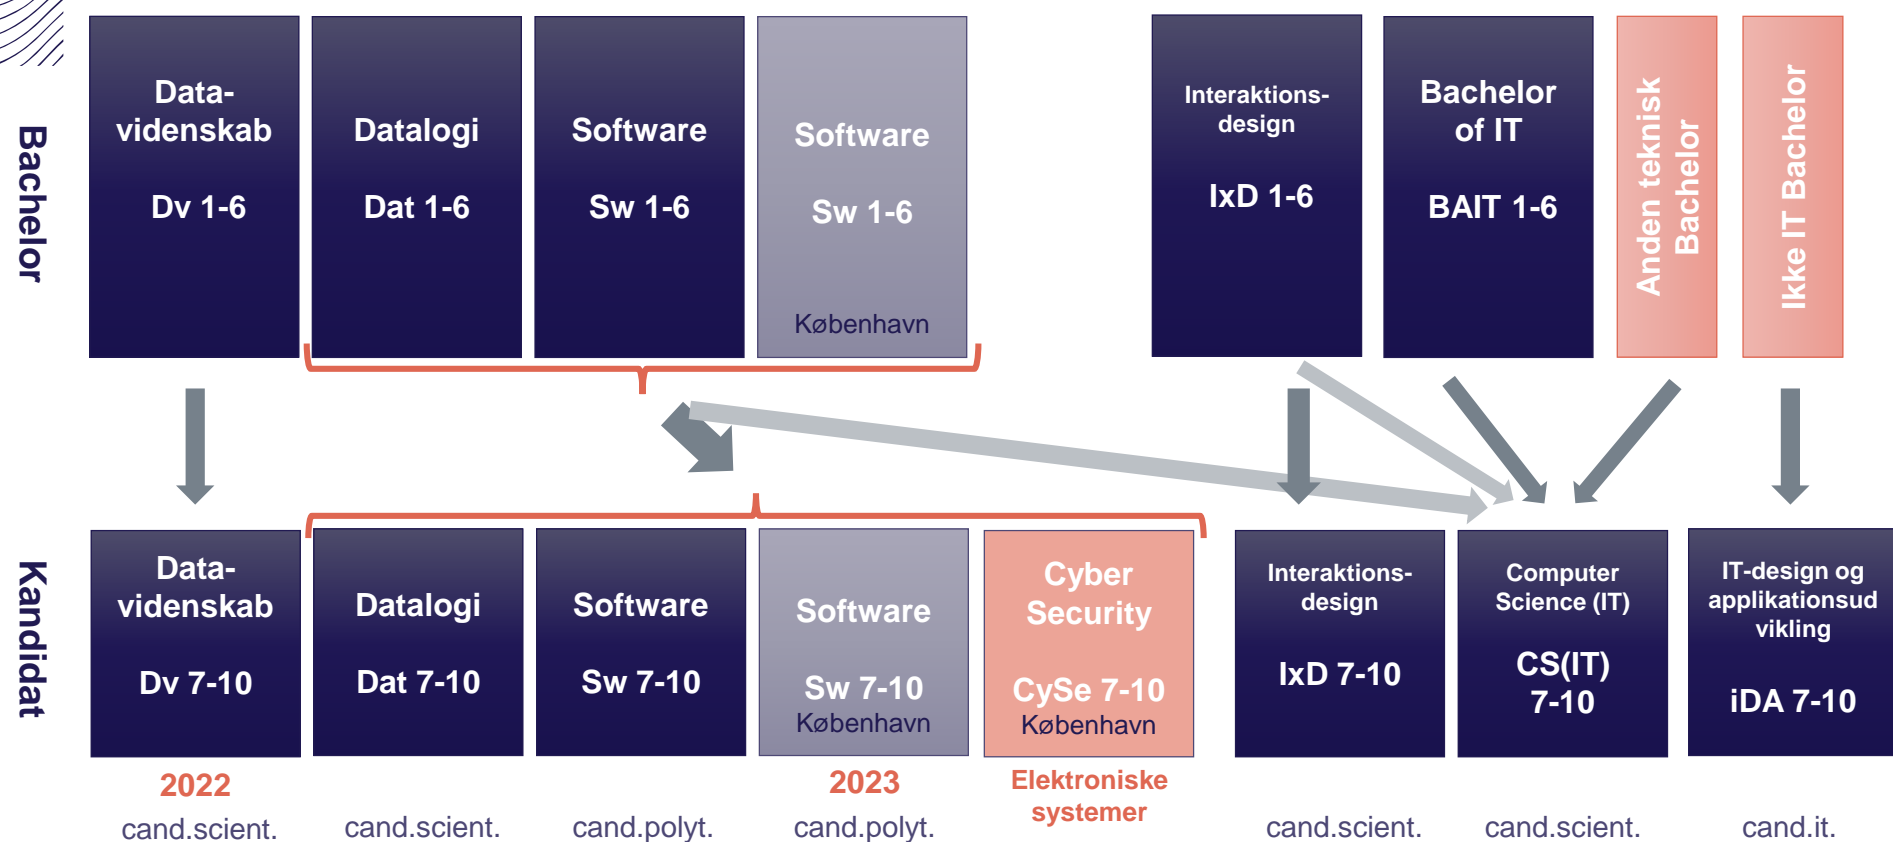 Bachelor
Data-
videnskab
Dv 1-6
Datalogi
Dat 1-6
Software
Sw 1-6
Software
Sw 1-6
København
Interaktions-
design
IxD 1-6
Bachelor
of IT
BAIT 1-6
Anden teknisk
Bachelor
Ikke IT Bachelor
Kandidat
Data-
videnskab
Dv 7-10
2022
cand.scient.
Datalogi
Dat 7-10
cand.scient.
Software
Sw 7-10
cand.polyt.
Software
Sw 7-10
København
2023
cand.polyt.
Cyber
Security
CySe 7-10
København
Elektroniske
systemer
Interaktions-
design
IxD 7-10
cand.scient.
Computer
Science (IT)
CS(IT)
7-10
cand.scient.
IT-design og
applikationsud
vikling
iDA 7-10
cand.it.